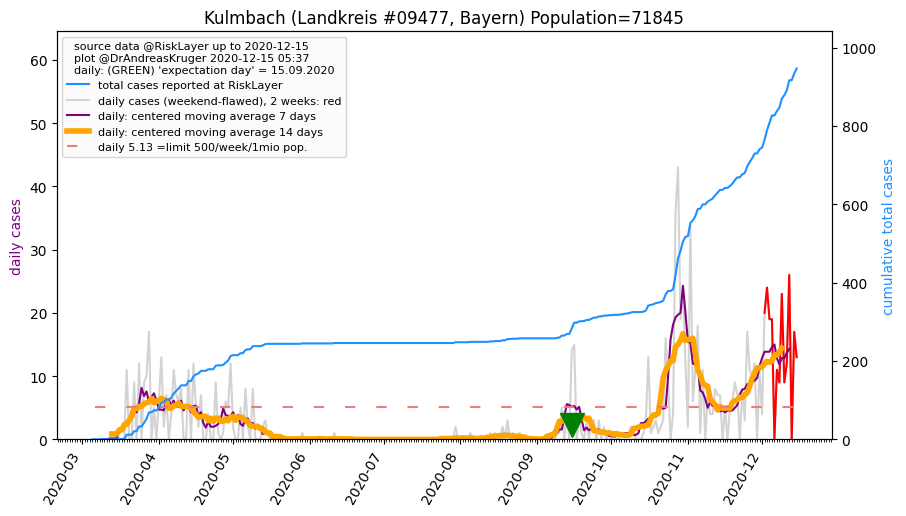 Kulmbach (Landkreis #09477, Bayern) Population=71845
source data @RiskLayer up to 2020-12-15
plot @DrAndreasKruger 2020-12-15 05:37
daily: (GREEN) 'expectation day' = 15.09.2020
total cases reported at RiskLayer
daily cases (weekend-flawed), 2 weeks: red
daily: centered moving average 7 days
daily: centered moving average 14 days
daily 5.13 =limit 500/week/1mio pop.
daily cases
60
50
40
30
20
10
0
cumulative total cases
1000
800
600
400
200
0
2020-03
2020-04
2020-05
2020-06
2020-07
2020-08
2020-09
2020-10
2020-11
2020-12